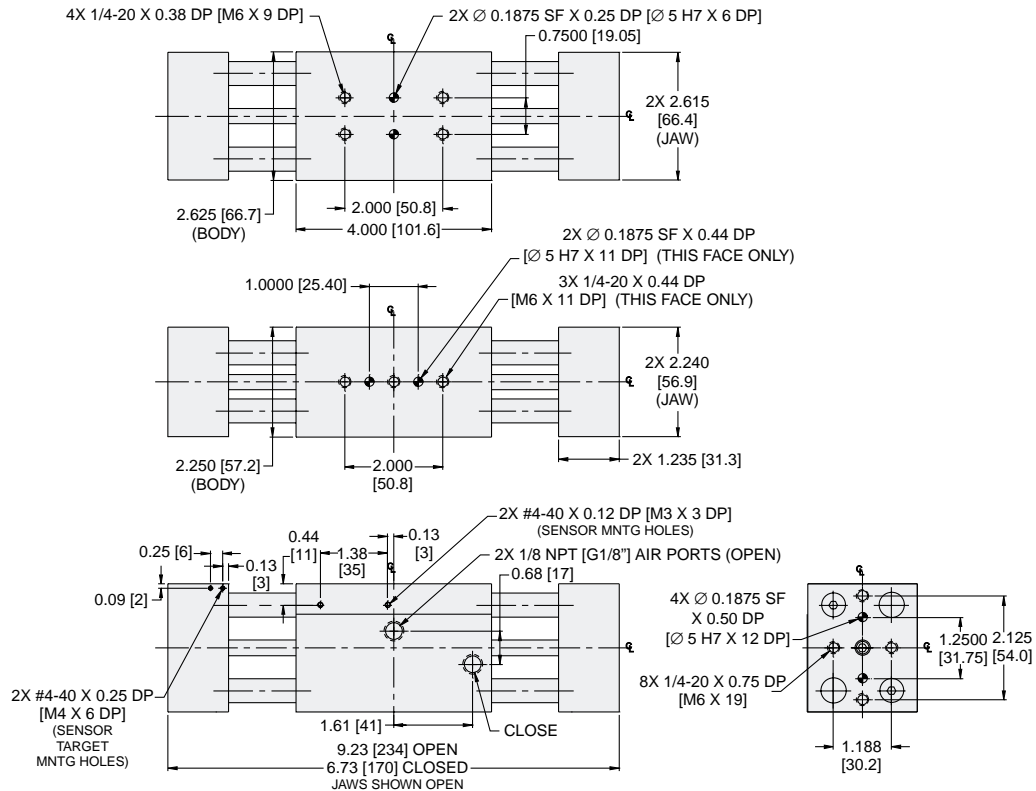 4X 1/4-20 X 0.38 DP [M6 X 9 DP]
2X Ø 0.1875 SF X 0.25 DP [Ø 5 H7 X 6 DP]
℄
0.7500 [19.05]
2X 2.615
[66.4]
(JAW)
℄
2.625 [66.7]
(BODY)
2.000 [50.8]
4.000 [101.6]
2X Ø 0.1875 SF X 0.44 DP
[Ø 5 H7 X 11 DP] (THIS FACE ONLY)
1.0000 [25.40]
3X 1/4-20 X 0.44 DP
[M6 X 11 DP] (THIS FACE ONLY)
℄
2X 2.240
[56.9]
(JAW)
℄
2.250 [57.2]
(BODY)
2.000
[50.8]
2X 1.235 [31.3]
2X #4-40 X 0.12 DP [M3 X 3 DP]
(SENSOR MNTG HOLES)
0.25 [6]
0.13
[3]
0.44
[11]
1.38
[35]
0.13
[3]
℄
2X 1/8 NPT [G1/8"] AIR PORTS (OPEN)
0.68 [17]
0.09 [2]
℄
2X #4-40 X 0.25 DP
[M4 X 6 DP]
(SENSOR
TARGET
MNTG HOLES)
1.61 [41]
CLOSE
9.23 [234] OPEN
6.73 [170] CLOSED
JAWS SHOWN OPEN
℄
4X Ø 0.1875 SF
X 0.50 DP
[Ø 5 H7 X 12 DP]
℄
1.2500
[31.75]
2.125
[54.0]
8X 1/4-20 X 0.75 DP
[M6 X 19]
1.188
[30.2]